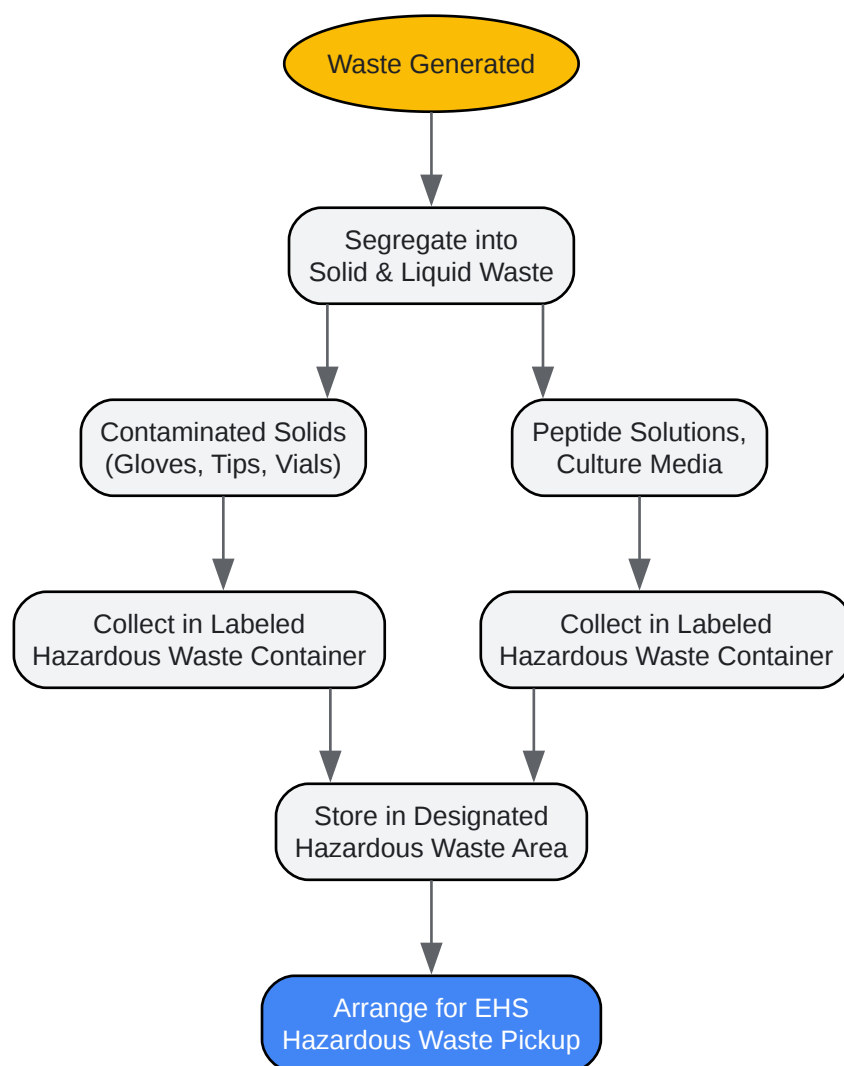 Waste Generated
Segregate into
Solid & Liquid Waste
Contaminated Solids
(Gloves, Tips, Vials)
Peptide Solutions,
Culture Media
Collect in Labeled
Hazardous Waste Container
Collect in Labeled
Hazardous Waste Container
Store in Designated
Hazardous Waste Area
Arrange for EHS
Hazardous Waste Pickup